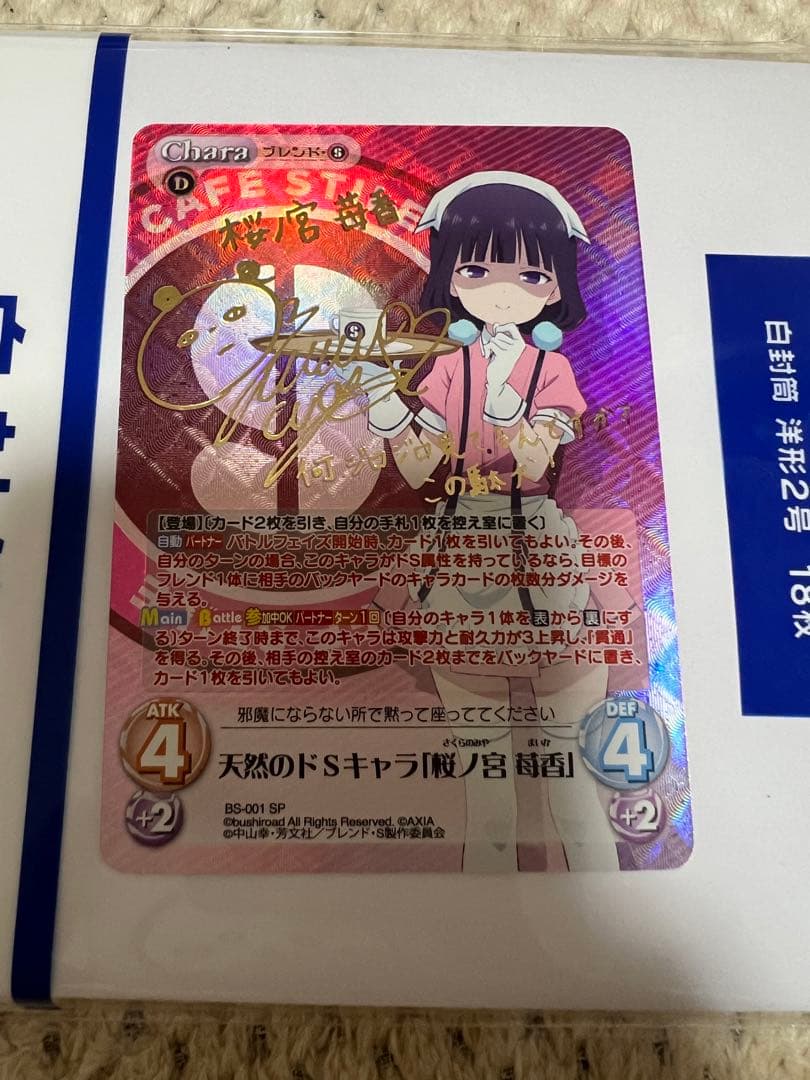 Chara ブレンド・S
D
CAFE STILE
桜ノ宮 苺香
S
何ジロジロ見てるんですかア
この駄犬!
【登場】〔カード2枚を引き、自分の手札1枚を控え室に置く〕
自動 パートナー バトルフェイズ開始時、カード1枚を引いてもよい。その後、
自分のターンの場合、このキャラがドS属性を持っているなら、目標の
フレンド1体に相手のバックヤードのキャラカードの枚数分ダメージを
与える。
Main Battle 参加中OK パートナー ターン1回 〔自分のキャラ1体を表から裏にす
る〕ターン終了時まで、このキャラは攻撃力と耐久力が3上昇し、「貫通」
を得る。その後、相手の控え室のカード2枚までをバックヤードに置き、
カード1枚を引いてもよい。
邪魔にならない所で黙って座っててください
ATK
4
+2
さくらのみや まいか
天然のドSキャラ「桜ノ宮 苺香」
DEF
4
+2
BS-001 SP
©bushiroad All Rights Reserved. ©AXIA
©中山幸・芳文社/ブレンド・S製作委員会
白封筒 洋形2号 18枚